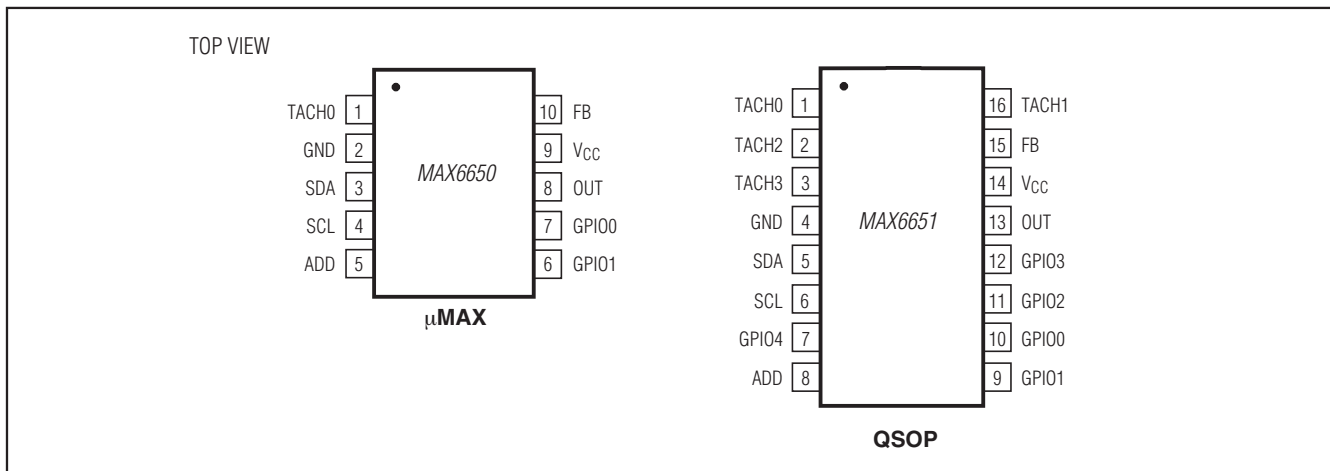 TOP VIEW
TACH0 1
GND 2
SDA 3
SCL 4
ADD 5
MAX6650
10 FB
9 VCC
8 OUT
7 GPIO0
6 GPIO1
μMAX
TACH0 1
TACH2 2
TACH3 3
GND 4
SDA 5
SCL 6
GPIO4 7
ADD 8
MAX6651
16 TACH1
15 FB
14 VCC
13 OUT
12 GPIO3
11 GPIO2
10 GPIO0
9 GPIO1
QSOP